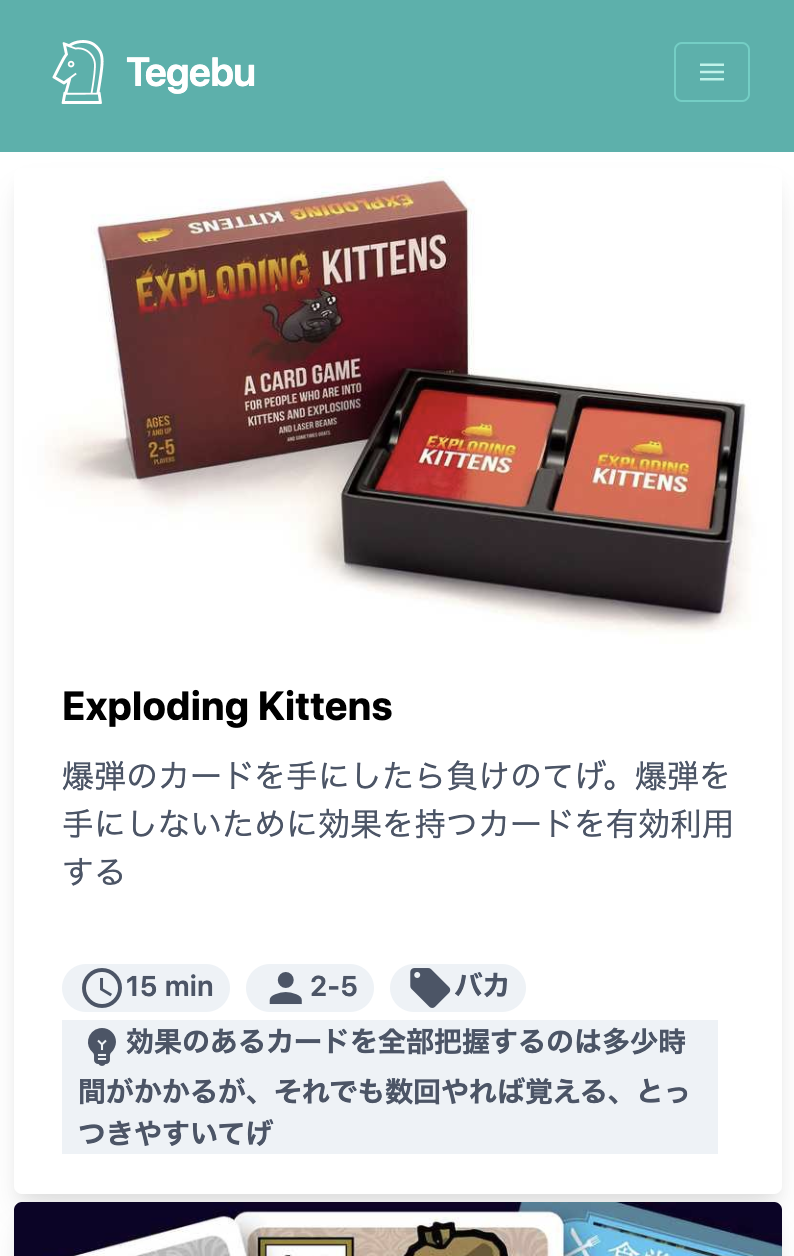 Tegebu
EXPLODING KITTENS
EXPLODING KITTENS
A CARD GAME
FOR PEOPLE WHO ARE INTO
KITTENS AND EXPLOSIONS
AND LASER BEAMS
AND SOMETIMES GOATS.
AGES
7 AND UP
2-5
PLAYERS
EXPLODING
KITTENS
EXPLODING
KITTENS
Exploding Kittens
爆弾のカードを手にしたら負けのてげ。爆弾を
手にしないために効果を持つカードを有効利用
する
15 min
2-5
バカ
効果のあるカードを全部把握するのは多少時
間がかかるが、それでも数回やれば覚える、とっ
つきやすいてげ